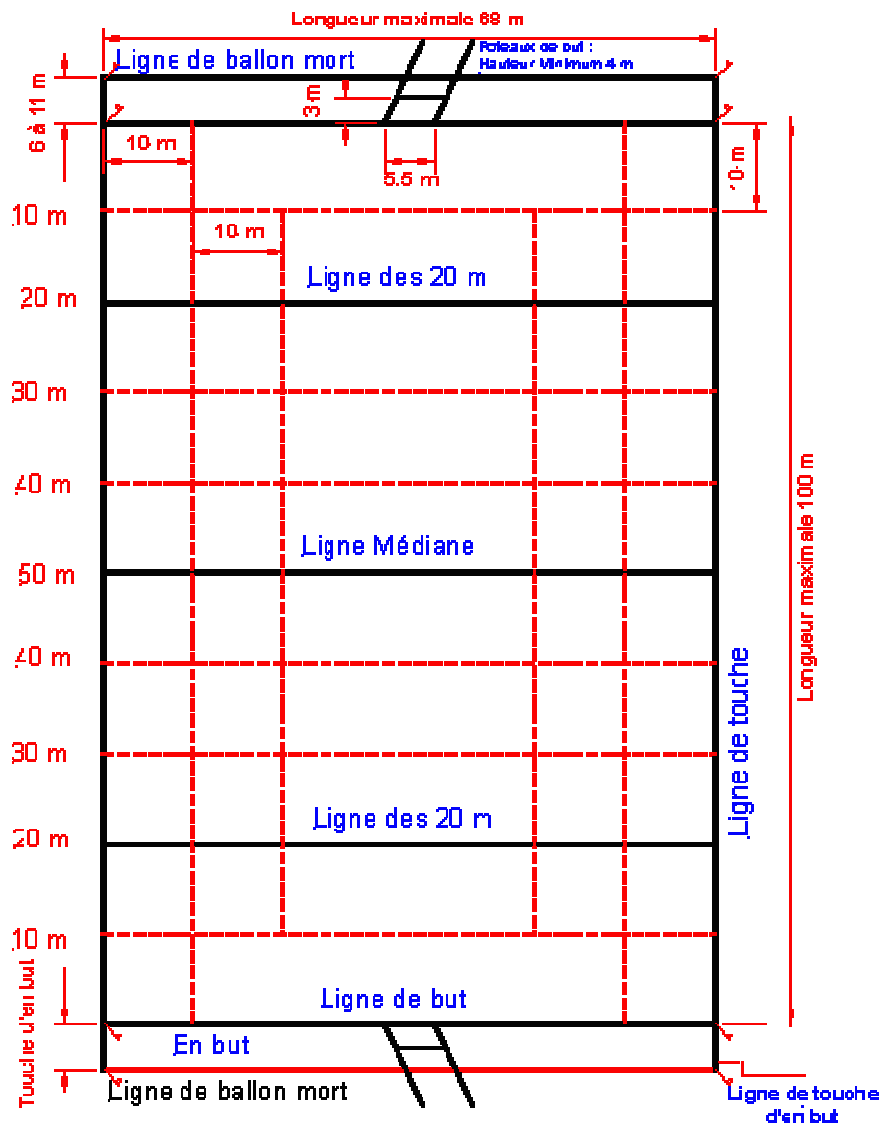 Longueur maximale 68 m
Ligne de ballon mort
Poteaux de but :
Hauteur Minimum 4 m
6 à 11 m
3 m
10 m
5.5 m
10 m
10 m
10 m
Ligne des 20 m
20 m
30 m
40 m
Ligne Médiane
50 m
Longueur maximale 100 m
40 m
Ligne de touche
30 m
Ligne des 20 m
20 m
10 m
Touche d'en but
Ligne de but
En but
Ligne de ballon mort
Ligne de touche
d'en but